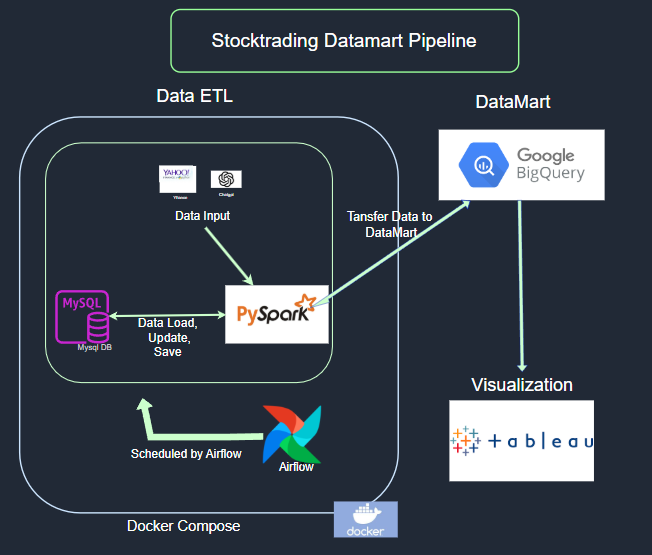 Stocktrading Datamart Pipeline
Data ETL
DataMart
YAHOO!
Yfinance
Chatgpt
Data Input
Google
BigQuery
Tansfer Data to
DataMart
MySQL
Mysql DB
PySpark
Data Load,
Update,
Save
Visualization
+ableau
Scheduled by Airflow
Airflow
Docker Compose
docker